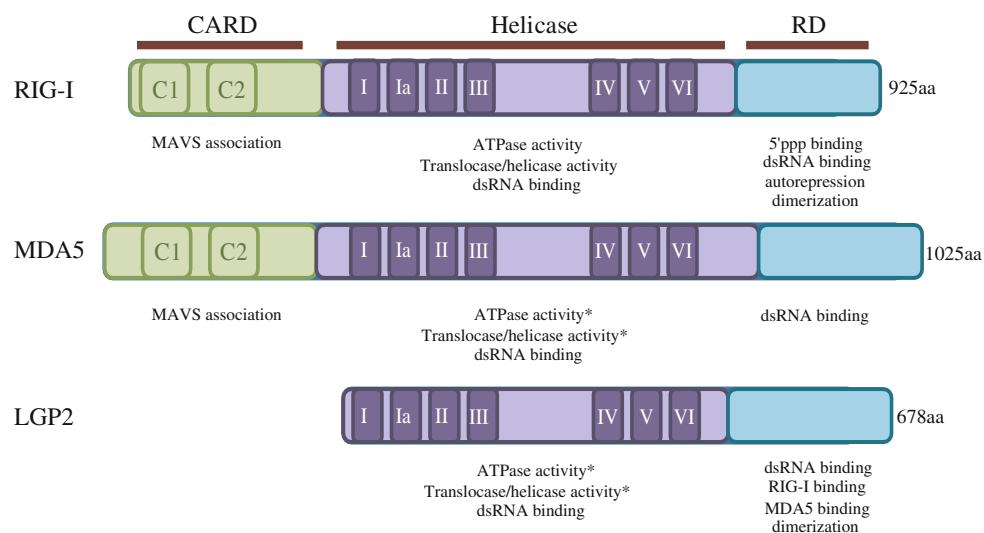 CARD Helicase RD
RIG-I C1 C2 I Ia II III IV V VI 925aa
MAVS association
ATPase activity
Translocase/helicase activity
dsRNA binding
5'ppp binding
dsRNA binding
autorepression
dimerization
MDA5 C1 C2 I Ia II III IV V VI 1025aa
MAVS association
ATPase activity*
Translocase/helicase activity*
dsRNA binding
dsRNA binding
LGP2 I Ia II III IV V VI 678aa
ATPase activity*
Translocase/helicase activity*
dsRNA binding
dsRNA binding
RIG-I binding
MDA5 binding
dimerization